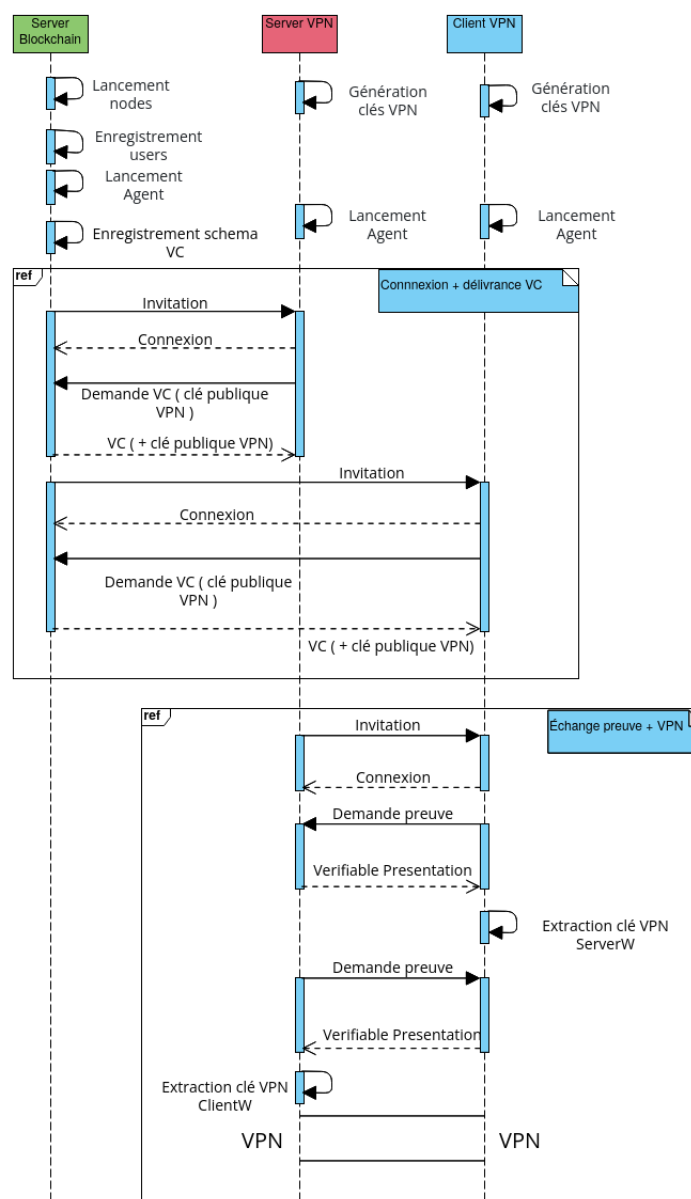 Server
Blockchain
Server VPN
Client VPN
Lancement
nodes
Génération
clés VPN
Génération
clés VPN
Enregistrement
users
Lancement
Agent
Lancement
Agent
Lancement
Agent
Enregistrement schema
VC
ref
Connnexion + délivrance VC
Invitation
Connexion
Demande VC ( clé publique
VPN )
VC ( + clé publique VPN)
Invitation
Connexion
Demande VC ( clé publique
VPN )
VC ( + clé publique VPN)
ref
Échange preuve + VPN
Invitation
Connexion
Demande preuve
Verifiable Presentation
Extraction clé VPN
ServerW
Demande preuve
Verifiable Presentation
Extraction clé VPN
ClientW
VPN
VPN